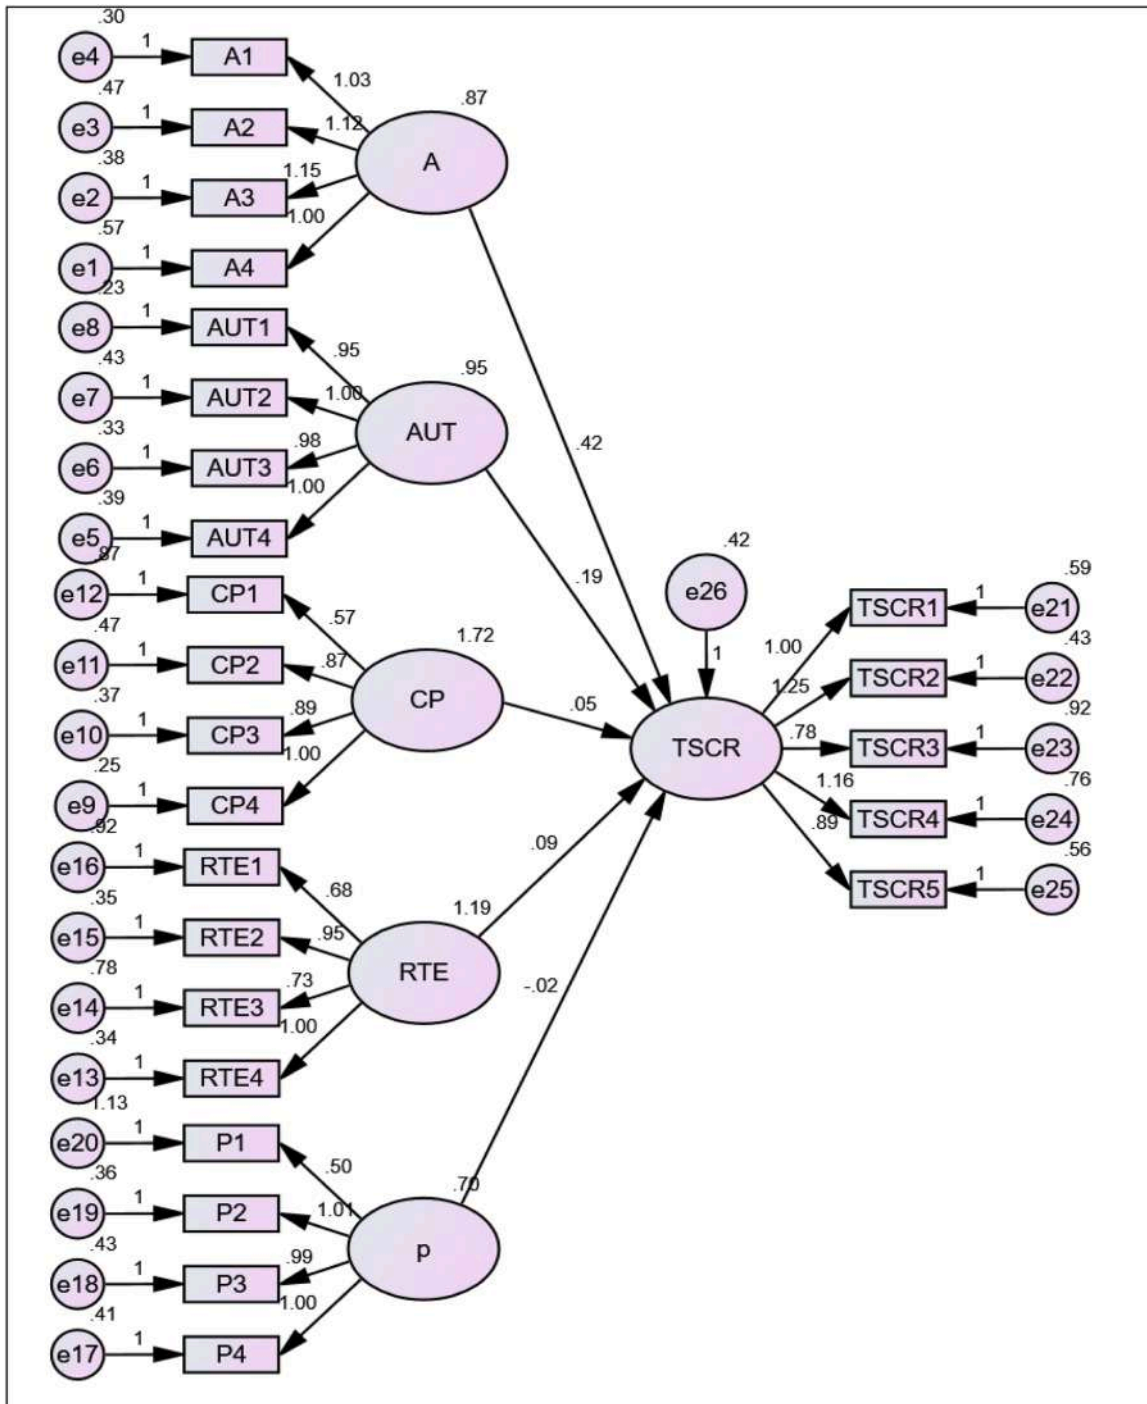 .30
e4 1 A1
1.03
.47
.87
e3 1 A2
1.12
A
.38
1.15
e2 1 A3
1.00
.57
e1 1 A4
.23
e8 1 AUT1
.95
.43
.95
e7 1 AUT2
1.00
AUT
.33
.98
e6 1 AUT3
1.00
.39
e5 1 AUT4
.42
.19
.87
e12 1 CP1
.57
.47
1.72
e11 1 CP2
.87
CP
.37
.89
e10 1 CP3
1.00
.25
e9 1 CP4
.05
.92
e16 1 RTE1
.68
.35
1.19
e15 1 RTE2
.95
RTE
.78
.73
e14 1 RTE3
1.00
.34
e13 1 RTE4
.09
1.13
e20 1 P1
.50
.36
.70
e19 1 P2
1.01
p
.43
.99
e18 1 P3
1.00
.41
e17 1 P4
-.02
.42
e26
1
TSCR
.59
1.00
TSCR1 1 e21
.43
1.25
TSCR2 1 e22
.92
.78
TSCR3 1 e23
.76
1.16
TSCR4 1 e24
.56
.89
TSCR5 1 e25